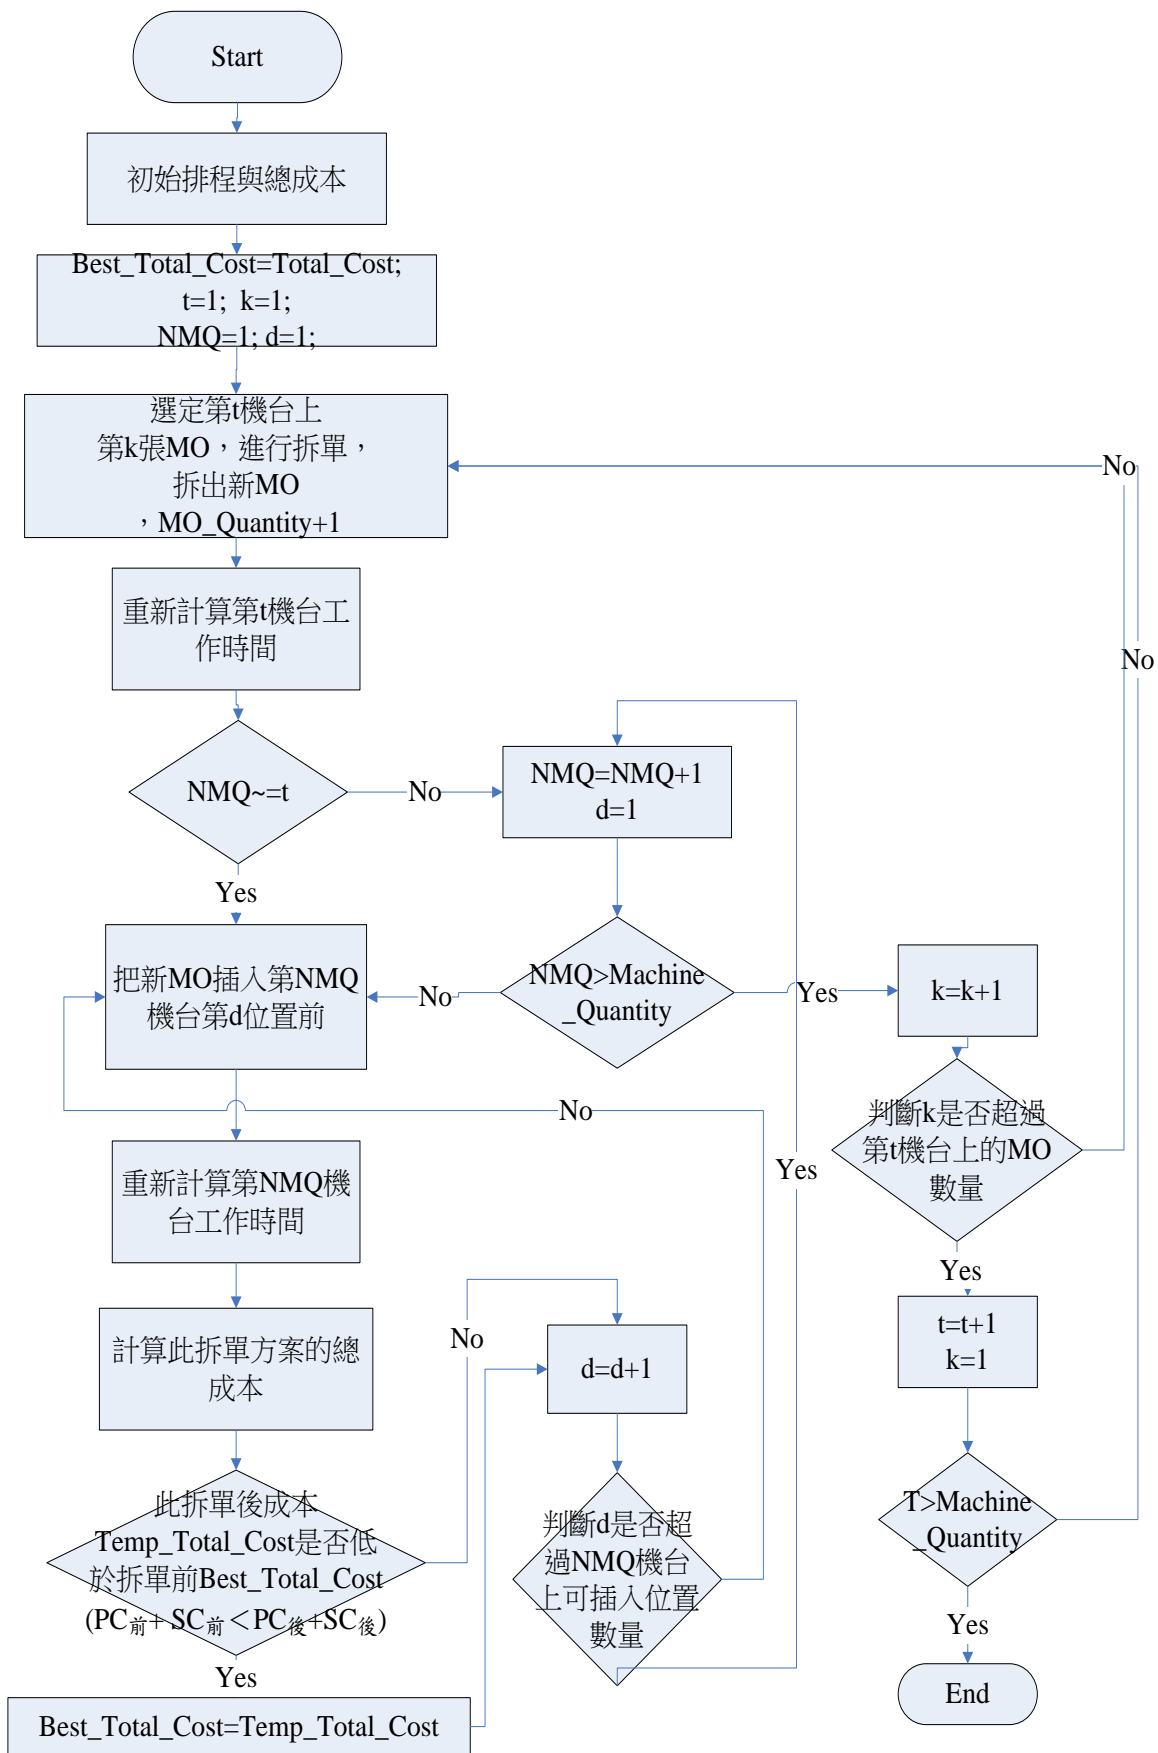 Start
初始排程與總成本
Best_Total_Cost=Total_Cost;
t=1; k=1;
NMQ=1; d=1;
選定第t機台上
第k張MO，進行拆單，
拆出新MO
，MO_Quantity+1
No
重新計算第t機台工
作時間
No
NMQ~=t
No
NMQ=NMQ+1
d=1
Yes
把新MO插入第NMQ
機台第d位置前
No
NMQ>Machine
_Quantity
Yes
k=k+1
No
判斷k是否超過
第t機台上的MO
數量
Yes
重新計算第NMQ機
台工作時間
Yes
計算此拆單方案的總
成本
No
d=d+1
t=t+1
k=1
此拆單後成本
Temp_Total_Cost是否低
於拆單前Best_Total_Cost
(PC前+ SC前＜PC後+SC後)
判斷d是否超
過NMQ機台
上可插入位置
數量
T>Machine
_Quantity
Yes
Yes
Best_Total_Cost=Temp_Total_Cost
End